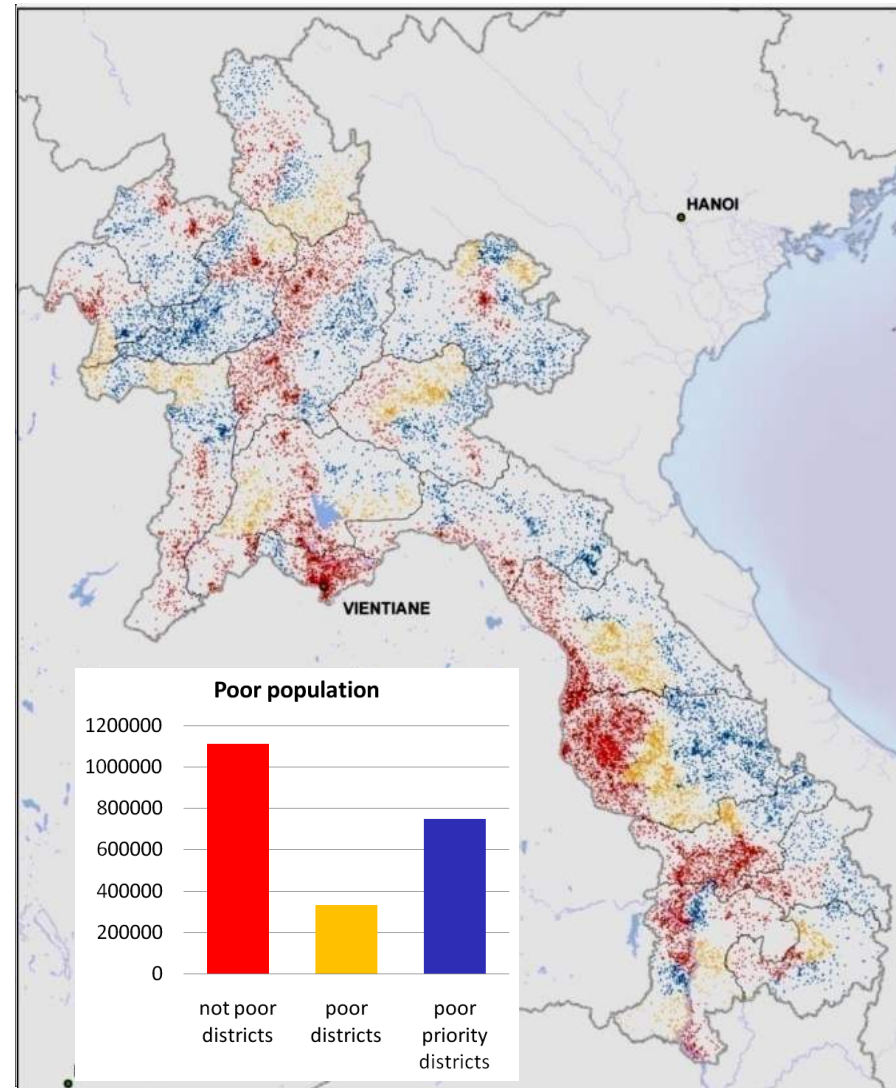 HANOI
VIENTIANE
Poor population
1200000
1000000
800000
600000
400000
200000
0
not poor
districts
poor
districts
poor
priority
districts